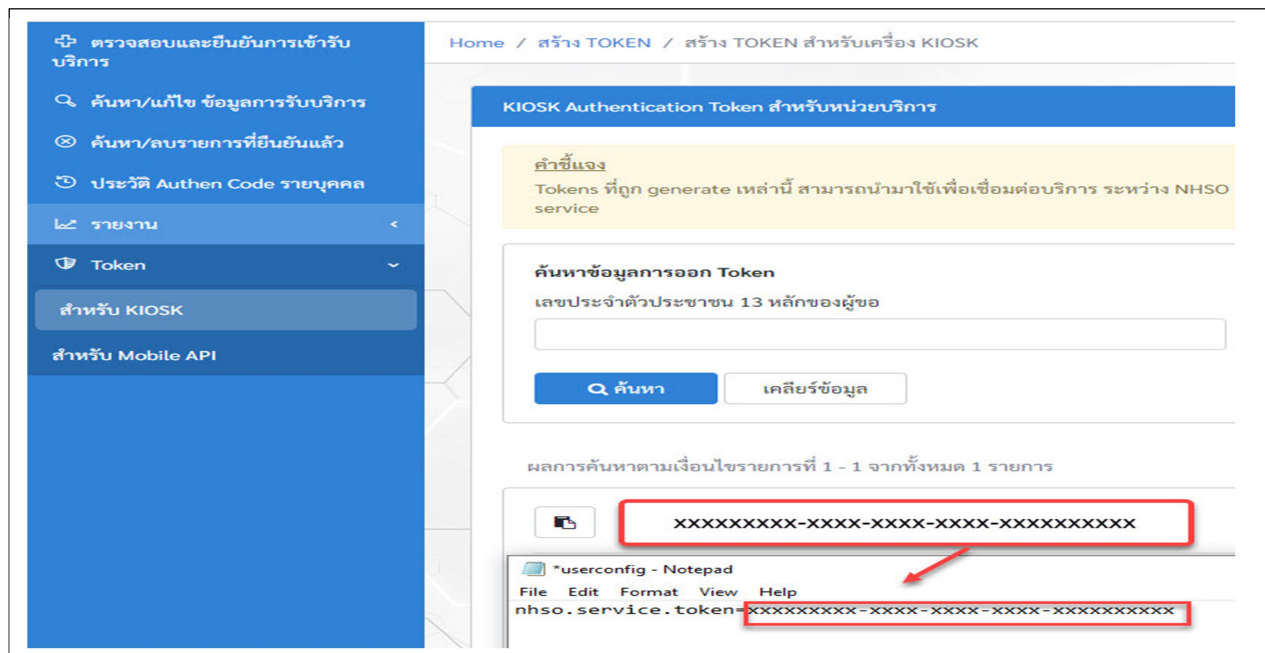 ตรวจสอบและยืนยันการเข้ารับ
บริการ
ค้นหา/แก้ไข ข้อมูลการรับบริการ
ค้นหา/ลบรายการที่ยืนยันแล้ว
ประวัติ Authen Code รายบุคคล
รายงาน
Token
สำหรับ KIOSK
สำหรับ Mobile API
Home / สร้าง TOKEN / สร้าง TOKEN สำหรับเครื่อง KIOSK
KIOSK Authentication Token สำหรับหน่วยบริการ
คำชี้แจง
Tokens ที่ถูก generate เหล่านี้ สามารถนำมาใช้เพื่อเชื่อมต่อบริการ ระหว่าง NHSO
service
ค้นหาข้อมูลการออก Token
เลขประจำตัวประชาชน 13 หลักของผู้ขอ
ค้นหา เคลียร์ข้อมูล
ผลการค้นหาตามเงื่อนไขรายการที่ 1 - 1 จากทั้งหมด 1 รายการ
xxxxxxxxx-xxxx-xxxx-xxxx-xxxxxxxxxx
*userconfig - Notepad
File Edit Format View Help
nhso.service.token=xxxxxxxxx-xxxx-xxxx-xxxx-xxxxxxxxxx